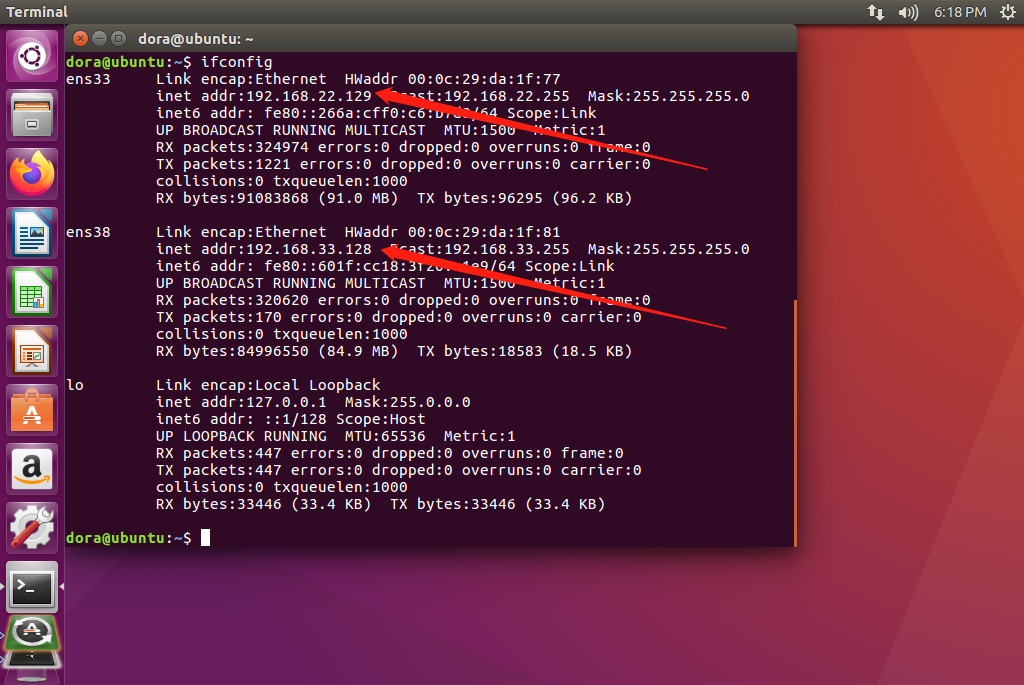 Terminal
6:18 PM
dora@ubuntu: ~
dora@ubuntu:~$ ifconfig
ens33 Link encap:Ethernet HWaddr 00:0c:29:da:1f:77
inet addr:192.168.22.129 Bcast:192.168.22.255 Mask:255.255.255.0
inet6 addr: fe80::266a:cff0:c6:b7d3/64 Scope:Link
UP BROADCAST RUNNING MULTICAST MTU:1500 Metric:1
RX packets:324974 errors:0 dropped:0 overruns:0 frame:0
TX packets:1221 errors:0 dropped:0 overruns:0 carrier:0
collisions:0 txqueuelen:1000
RX bytes:91083868 (91.0 MB) TX bytes:96295 (96.2 KB)
ens38 Link encap:Ethernet HWaddr 00:0c:29:da:1f:81
inet addr:192.168.33.128 Bcast:192.168.33.255 Mask:255.255.255.0
inet6 addr: Scope:Link
UP BROADCAST RUNNING MULTICAST MTU:1500 Metric:1
RX packets:320620 errors:0 dropped:0 overruns:0 frame:0
TX packets:170 errors:0 dropped:0 overruns:0 carrier:0
collisions:0 txqueuelen:1000
RX bytes:84996550 (84.9 MB) TX bytes:18583 (18.5 KB)
lo Link encap:Local Loopback
inet addr:127.0.0.1 Mask:255.0.0.0
inet6 addr: ::1/128 Scope:Host
UP LOOPBACK RUNNING MTU:65536 Metric:1
RX packets:447 errors:0 dropped:0 overruns:0 frame:0
TX packets:447 errors:0 dropped:0 overruns:0 carrier:0
collisions:0 txqueuelen:1000
RX bytes:33446 (33.4 KB) TX bytes:33446 (33.4 KB)
dora@ubuntu:~$